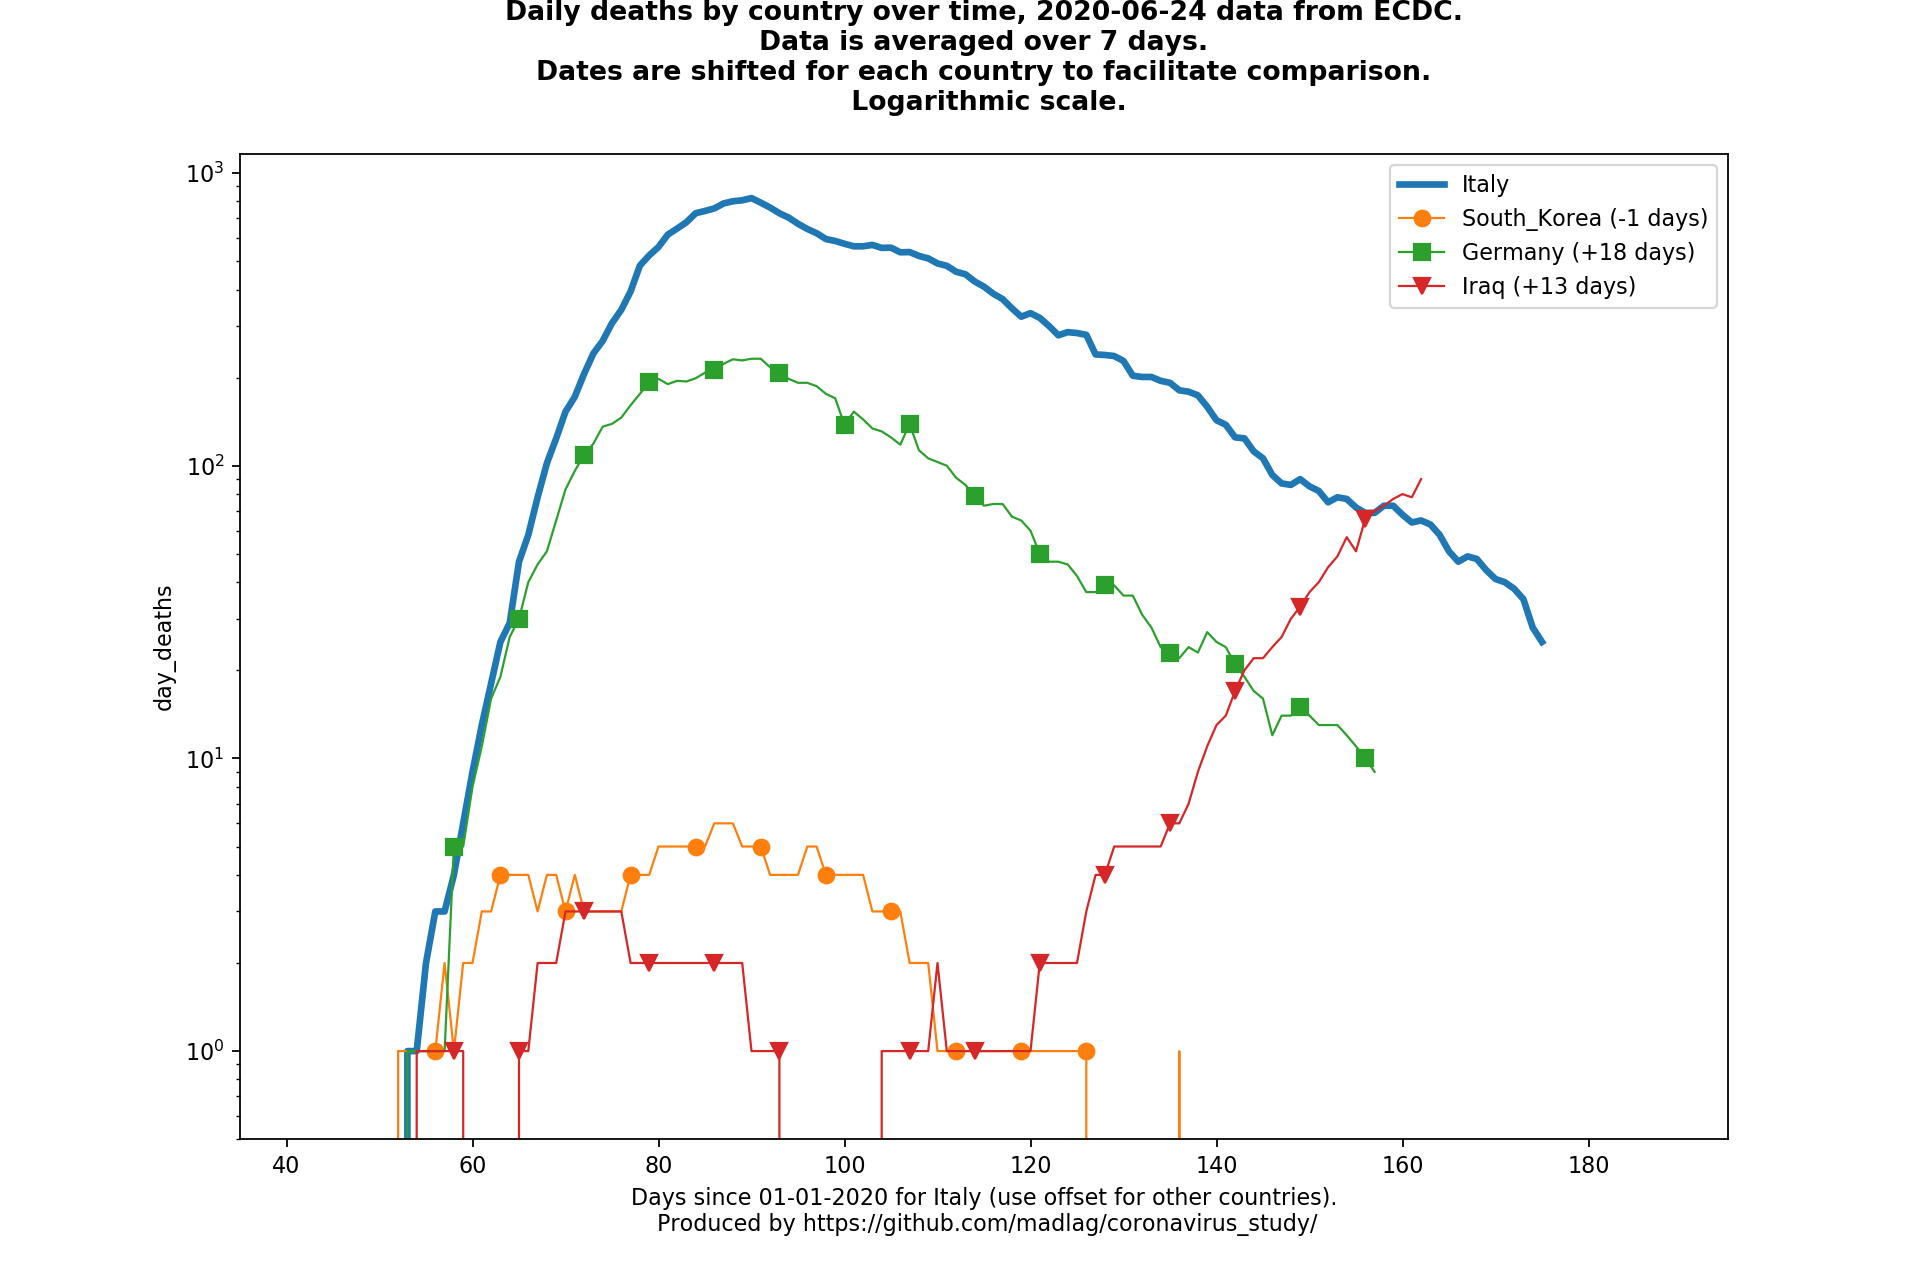 Daily deaths by country over time, 2020-06-24 data from ECDC.
Data is averaged over 7 days.
Dates are shifted for each country to facilitate comparison.
Logarithmic scale.
10³
10²
10¹
10⁰
day_deaths
Italy
South_Korea (-1 days)
Germany (+18 days)
Iraq (+13 days)
40 60 80 100 120 140 160 180
Days since 01-01-2020 for Italy (use offset for other countries).
Produced by https://github.com/madlag/coronavirus_study/